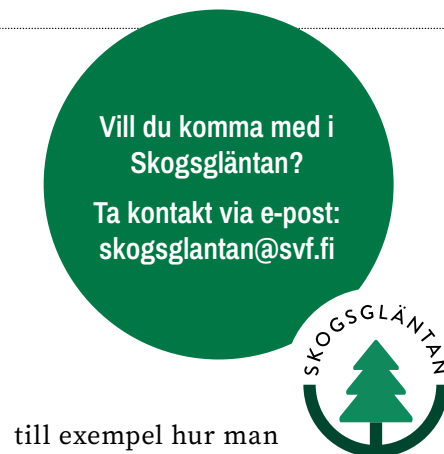 Vill du komma med i
Skogsgläntan?
Ta kontakt via e-post:
skogsglantan@svf.fi
SKOGSGLÄNTAN
till exempel hur man